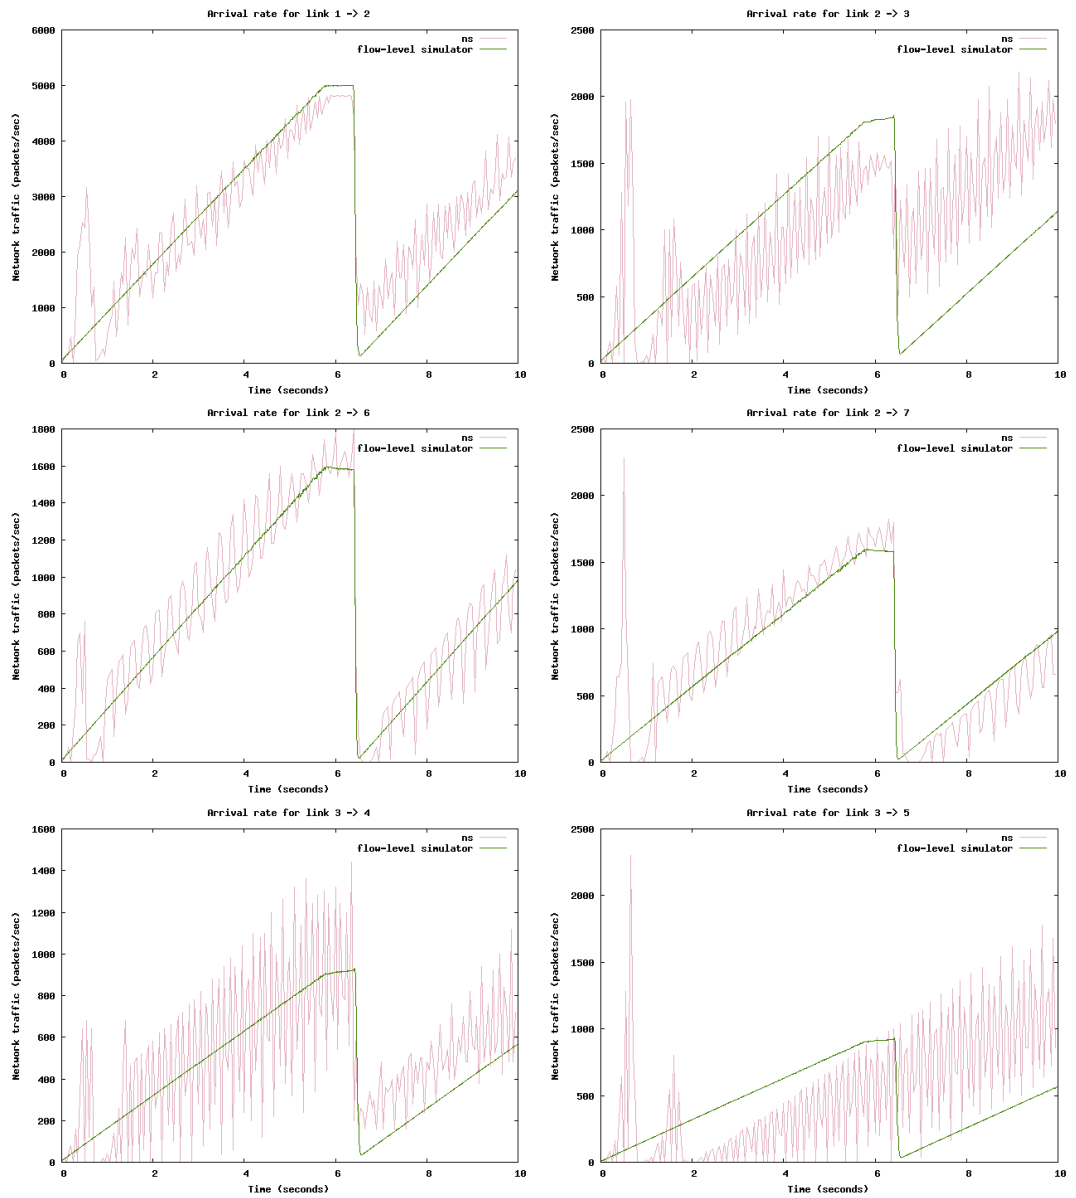 Arrival rate for link 1 -> 2
ns
flow-level simulator
Network traffic (packets/sec)
6000
5000
4000
3000
2000
1000
0
0 2 4 6 8 10
Time (seconds)
Arrival rate for link 2 -> 3
ns
flow-level simulator
Network traffic (packets/sec)
2500
2000
1500
1000
500
0
0 2 4 6 8 10
Time (seconds)
Arrival rate for link 2 -> 6
ns
flow-level simulator
Network traffic (packets/sec)
1800
1600
1400
1200
1000
800
600
400
200
0
0 2 4 6 8 10
Time (seconds)
Arrival rate for link 2 -> 7
ns
flow-level simulator
Network traffic (packets/sec)
2500
2000
1500
1000
500
0
0 2 4 6 8 10
Time (seconds)
Arrival rate for link 3 -> 4
ns
flow-level simulator
Network traffic (packets/sec)
1600
1400
1200
1000
800
600
400
200
0
0 2 4 6 8 10
Time (seconds)
Arrival rate for link 3 -> 5
ns
flow-level simulator
Network traffic (packets/sec)
2500
2000
1500
1000
500
0
0 2 4 6 8 10
Time (seconds)